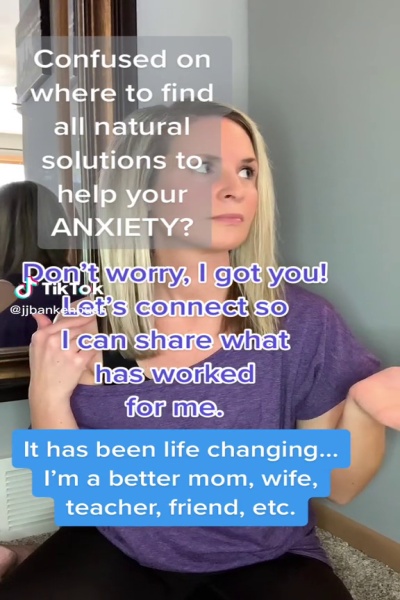 Confused on
where to find
all natural
solutions to
help your
ANXIETY?
Don't worry, I got you!
TikTok
Let's connect so
I can share what
has worked
for me.
It has been life changing...
I'm a better mom, wife,
teacher, friend, etc.